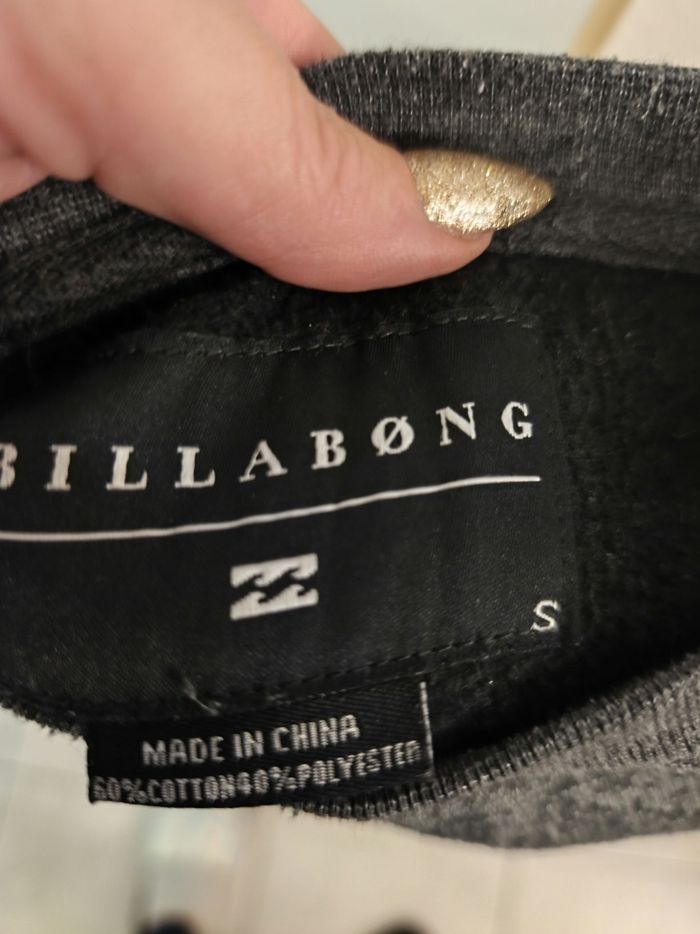 BILLABØNG
S
MADE IN CHINA
60%COTTON40%POLYESTER